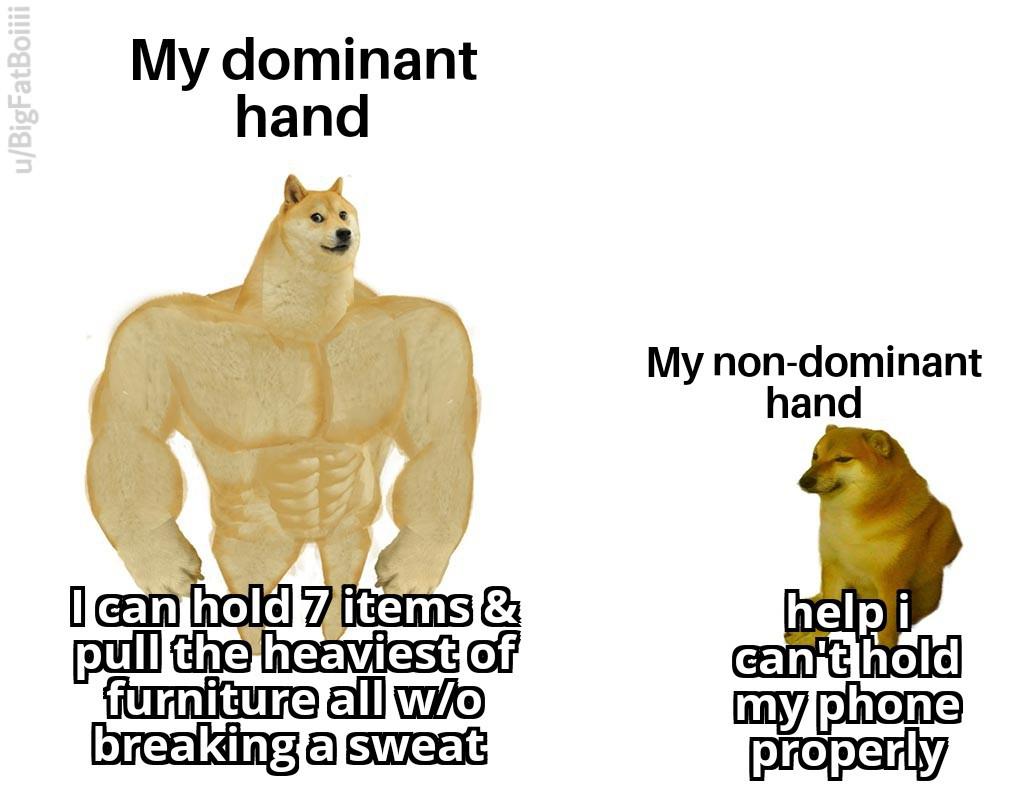 u/BigFatBoiiii
My dominant
hand
I can hold 7 items &
pull the heaviest of
furniture all w/o
breaking a sweat
My non-dominant
hand
help i
can't hold
my phone
properly